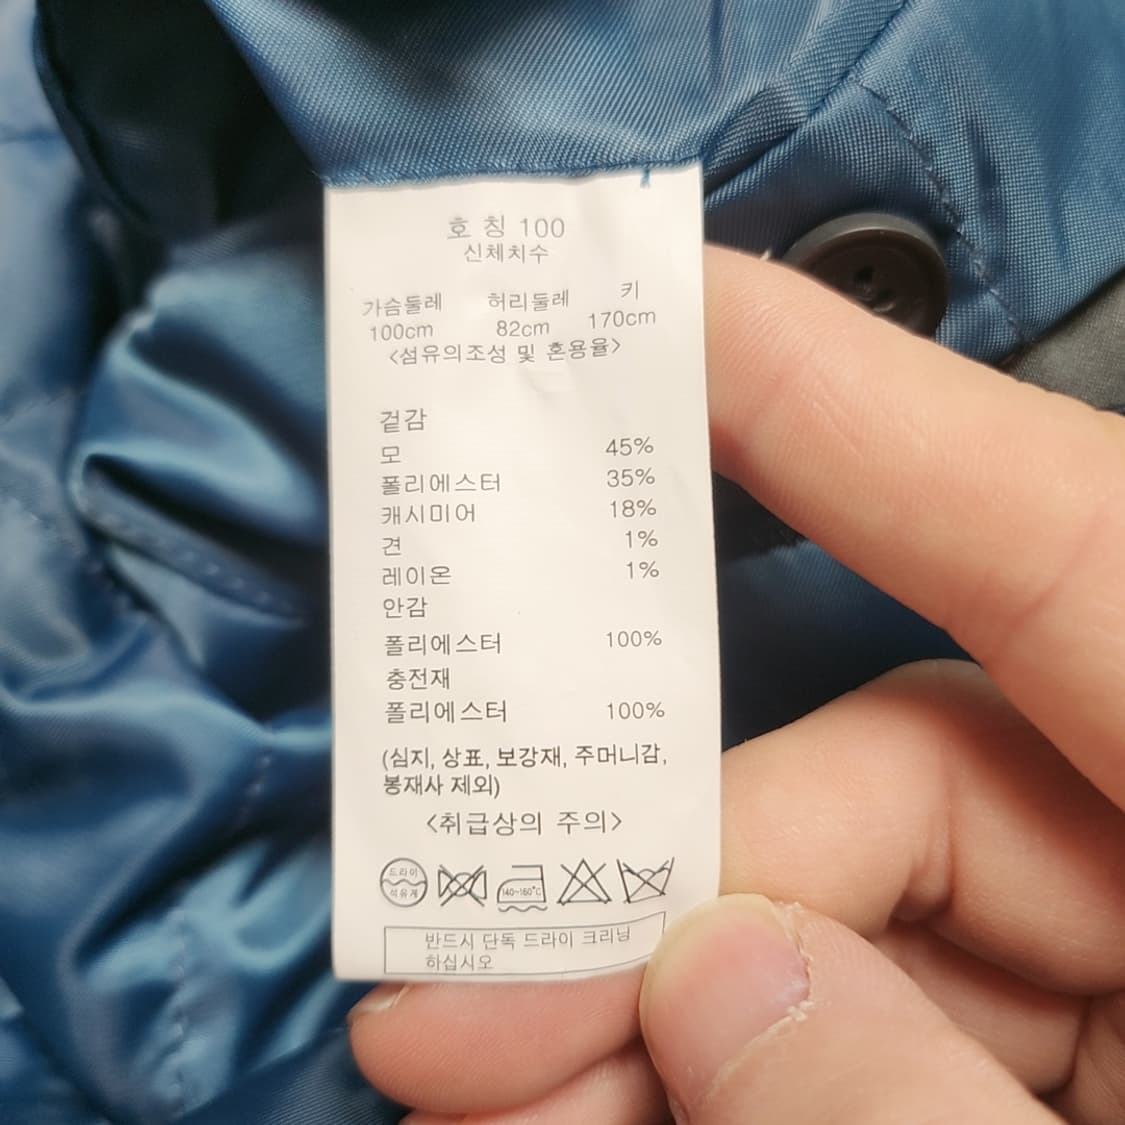 호 칭 100
신체치수
가슴둘레 허리둘레 키
100cm 82cm 170cm
<섬유의조성 및 혼용율>
겉감
모 45%
폴리에스터 35%
캐시미어 18%
견 1%
레이온 1%
안감
폴리에스터 100%
충전재
폴리에스터 100%
(심지, 상표, 보강재, 주머니감,
봉재사 제외)
<취급상의 주의>
드라이
석유계
140~160°C
반드시 단독 드라이 크리닝
하십시오